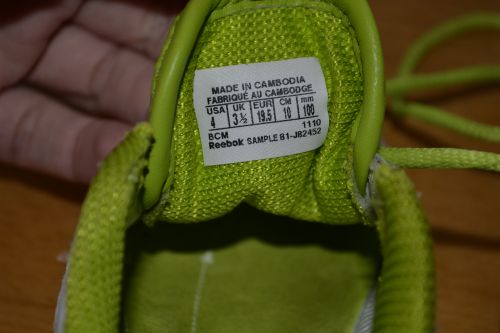 MADE IN CAMBODIA
FABRIQUÉ AU CAMBODGE
USA UK EUR CM mm
4 3½ 19.5 10 100
BCM 1110
Reebok SAMPLE 81-J82452